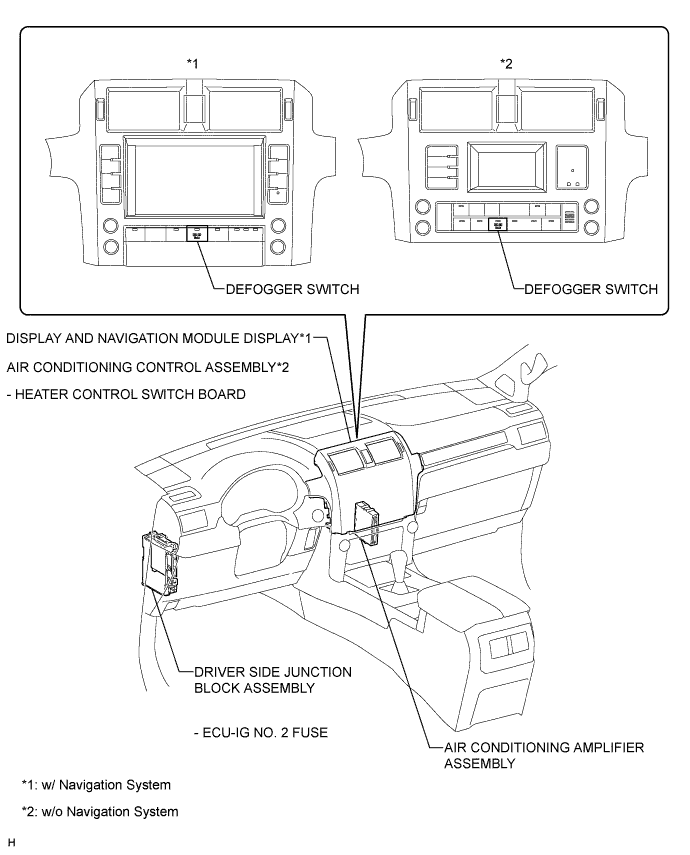 *1
*2
DEFOGGER SWITCH
DEFOGGER SWITCH
DISPLAY AND NAVIGATION MODULE DISPLAY*1
AIR CONDITIONING CONTROL ASSEMBLY*2
- HEATER CONTROL SWITCH BOARD
DRIVER SIDE JUNCTION
BLOCK ASSEMBLY
- ECU-IG NO. 2 FUSE
AIR CONDITIONING AMPLIFIER
ASSEMBLY
*1: w/ Navigation System
*2: w/o Navigation System
H